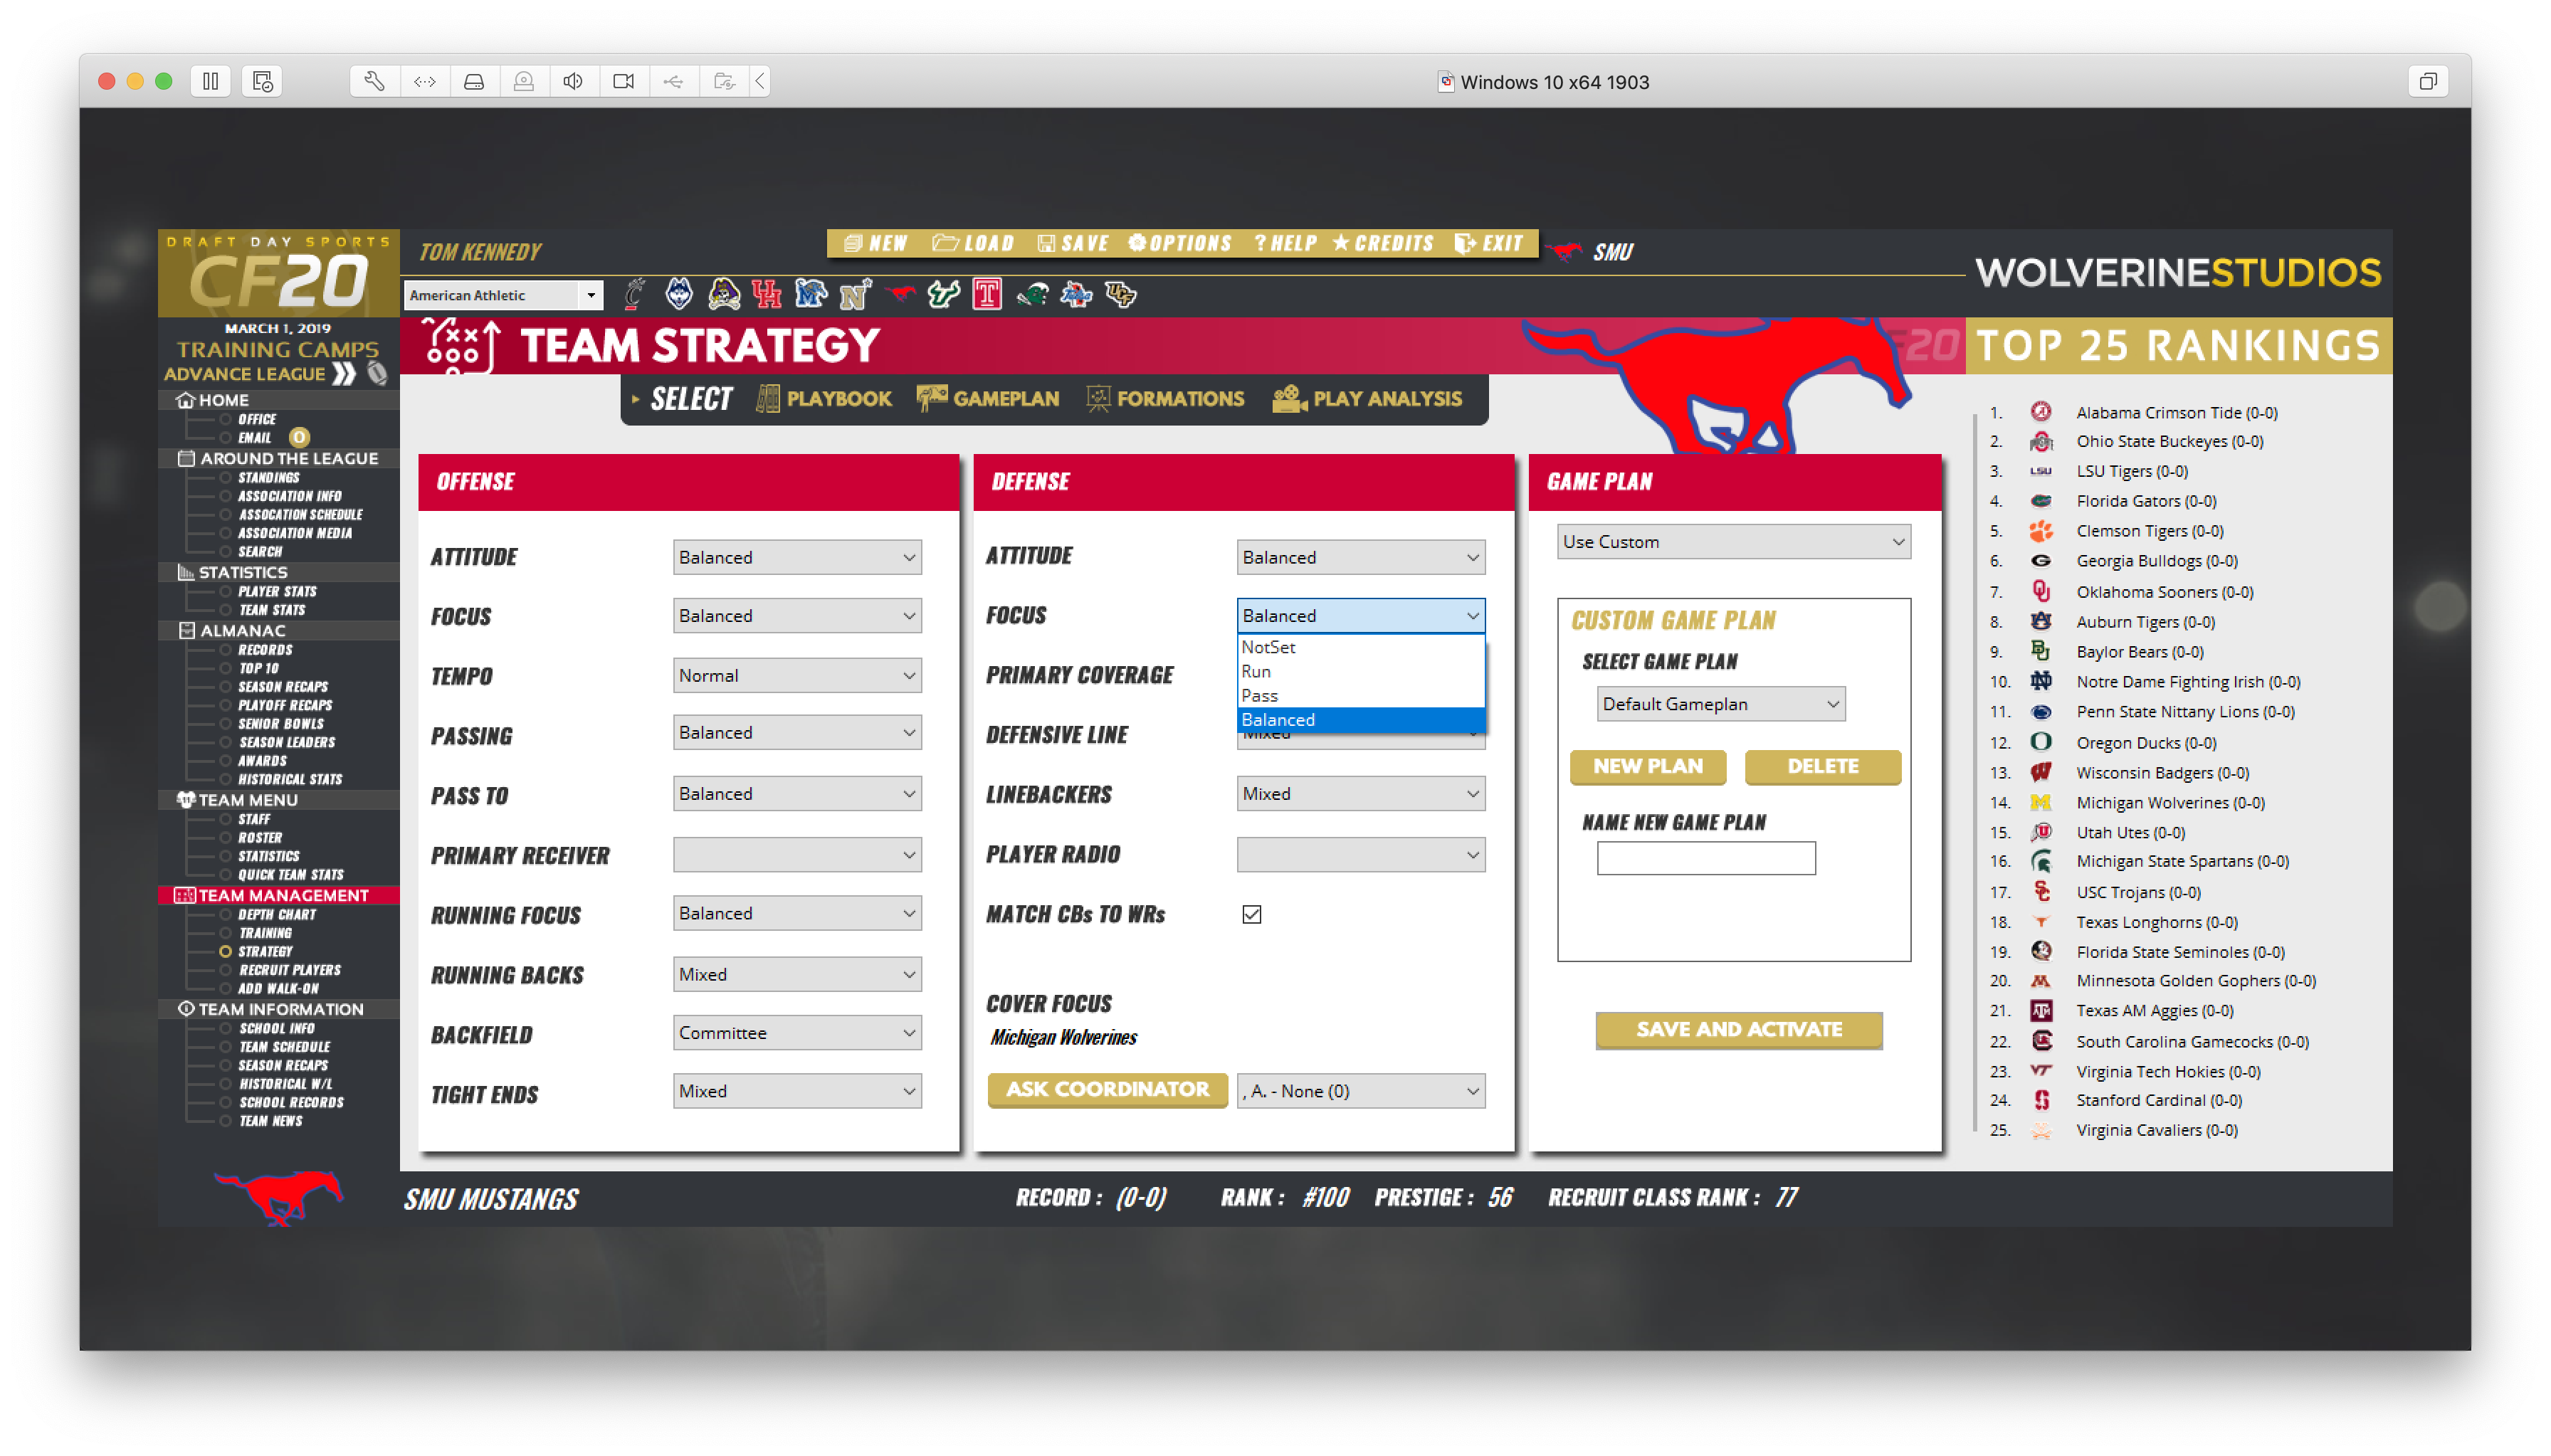 Windows 10 x64 1903
DRAFT DAY SPORTS
CF20
TOM KENNEDY
NEW LOAD SAVE OPTIONS ? HELP CREDITS EXIT
SMU
WOLVERINESTUDIOS
American Athletic
MARCH 1, 2019
TRAINING CAMPS
ADVANCE LEAGUE
TEAM STRATEGY
CF20
TOP 25 RANKINGS
SELECT PLAYBOOK GAMEPLAN FORMATIONS PLAY ANALYSIS
HOME
OFFICE
EMAIL 0
AROUND THE LEAGUE
STANDINGS
ASSOCIATION INFO
ASSOCATION SCHEDULE
ASSOCIATION MEDIA
SEARCH
STATISTICS
PLAYER STATS
TEAM STATS
ALMANAC
RECORDS
TOP 10
SEASON RECAPS
PLAYOFF RECAPS
SENIOR BOWLS
SEASON LEADERS
AWARDS
HISTORICAL STATS
TEAM MENU
STAFF
ROSTER
STATISTICS
QUICK TEAM STATS
TEAM MANAGEMENT
DEPTH CHART
TRAINING
STRATEGY
RECRUIT PLAYERS
ADD WALK-ON
TEAM INFORMATION
SCHOOL INFO
TEAM SCHEDULE
SEASON RECAPS
HISTORICAL W/L
SCHOOL RECORDS
TEAM NEWS
OFFENSE
ATTITUDE Balanced
FOCUS Balanced
TEMPO Normal
PASSING Balanced
PASS TO Balanced
PRIMARY RECEIVER
RUNNING FOCUS Balanced
RUNNING BACKS Mixed
BACKFIELD Committee
TIGHT ENDS Mixed
DEFENSE
ATTITUDE Balanced
FOCUS Balanced
NotSet
Run
Pass
Balanced
PRIMARY COVERAGE
DEFENSIVE LINE Mixed
LINEBACKERS Mixed
PLAYER RADIO
MATCH CBs TO WRs
COVER FOCUS
Michigan Wolverines
ASK COORDINATOR , A. - None (0)
GAME PLAN
Use Custom
CUSTOM GAME PLAN
SELECT GAME PLAN
Default Gameplan
NEW PLAN DELETE
NAME NEW GAME PLAN
SAVE AND ACTIVATE
1. Alabama Crimson Tide (0-0)
2. Ohio State Buckeyes (0-0)
3. LSU LSU Tigers (0-0)
4. Florida Gators (0-0)
5. Clemson Tigers (0-0)
6. Georgia Bulldogs (0-0)
7. Oklahoma Sooners (0-0)
8. Auburn Tigers (0-0)
9. Baylor Bears (0-0)
10. Notre Dame Fighting Irish (0-0)
11. Penn State Nittany Lions (0-0)
12. Oregon Ducks (0-0)
13. Wisconsin Badgers (0-0)
14. Michigan Wolverines (0-0)
15. Utah Utes (0-0)
16. Michigan State Spartans (0-0)
17. USC Trojans (0-0)
18. Texas Longhorns (0-0)
19. Florida State Seminoles (0-0)
20. Minnesota Golden Gophers (0-0)
21. Texas AM Aggies (0-0)
22. South Carolina Gamecocks (0-0)
23. Virginia Tech Hokies (0-0)
24. Stanford Cardinal (0-0)
25. Virginia Cavaliers (0-0)
SMU MUSTANGS
RECORD : (0-0) RANK : #100 PRESTIGE : 56 RECRUIT CLASS RANK : 77